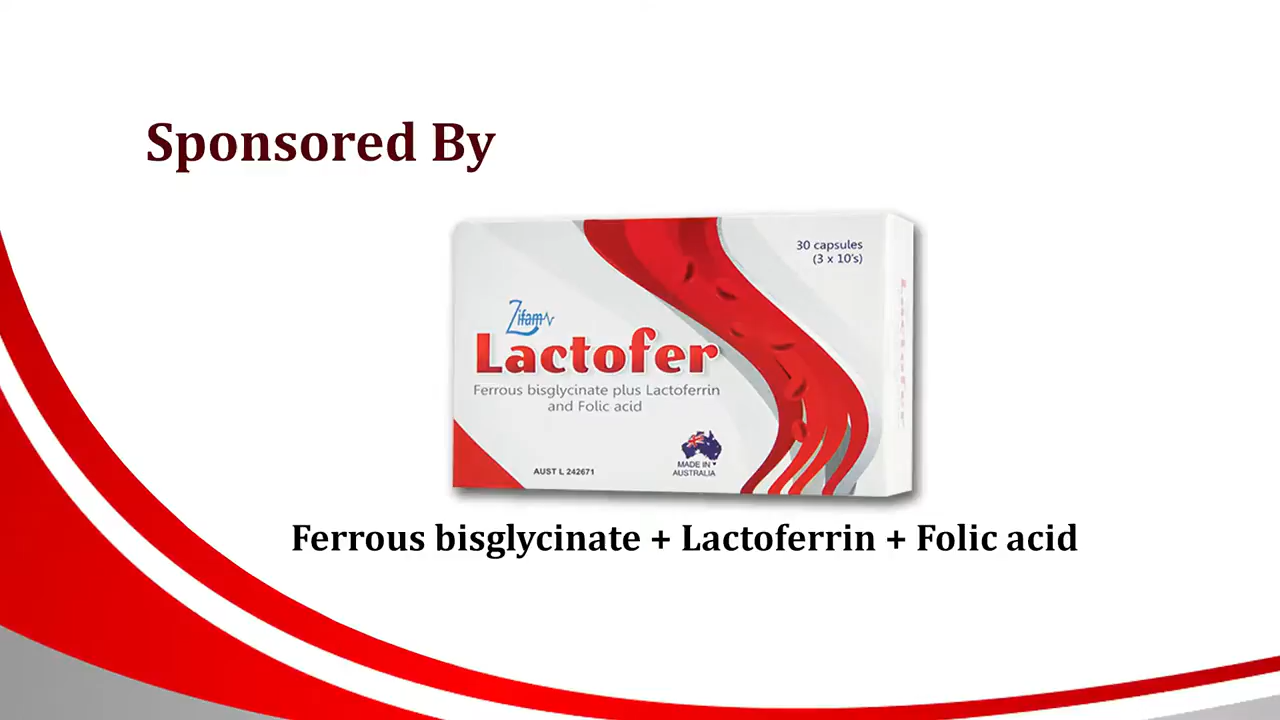 Sponsored By
30 capsules
(3 x 10's)
Zifam
Lactofer
Ferrous bisglycinate plus Lactoferrin
and Folic acid
AUST L 242671
MADE IN
AUSTRALIA
Ferrous bisglycinate + Lactoferrin + Folic acid